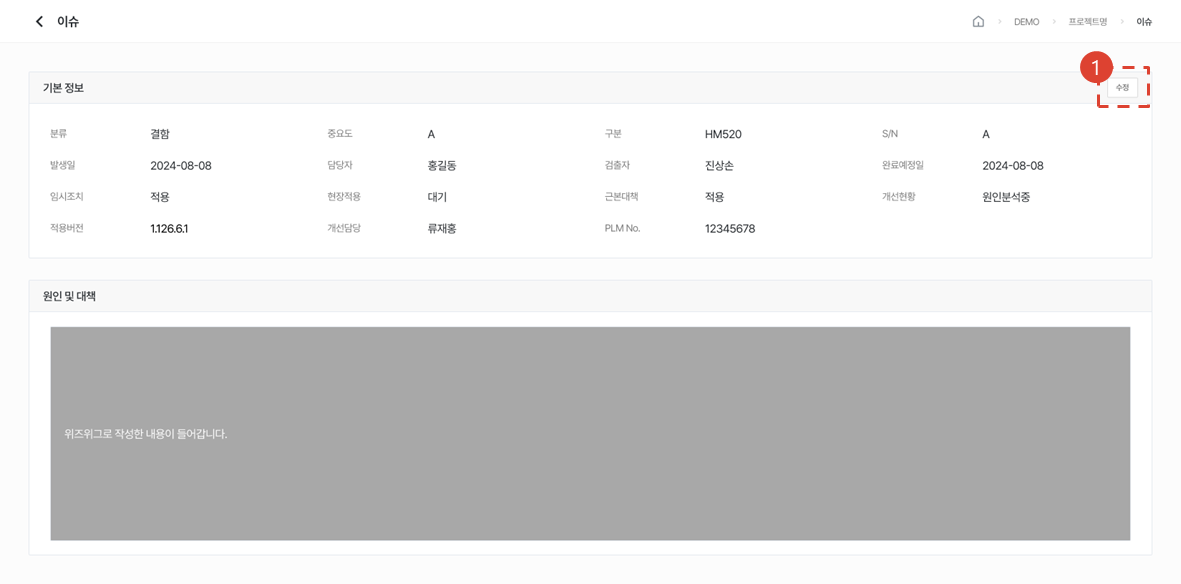 이슈
DEMO 프로젝트명 이슈
1
기본 정보 수정
분류 결함 중요도 A 구분 HM520 S/N A
발생일 2024-08-08 담당자 홍길동 검출자 진상손 완료예정일 2024-08-08
임시조치 적용 현장적용 대기 근본대책 적용 개선현황 원인분석중
적용버전 1.126.6.1 개선담당 류재홍 PLM No. 12345678
원인 및 대책
위즈위그로 작성한 내용이 들어갑니다.